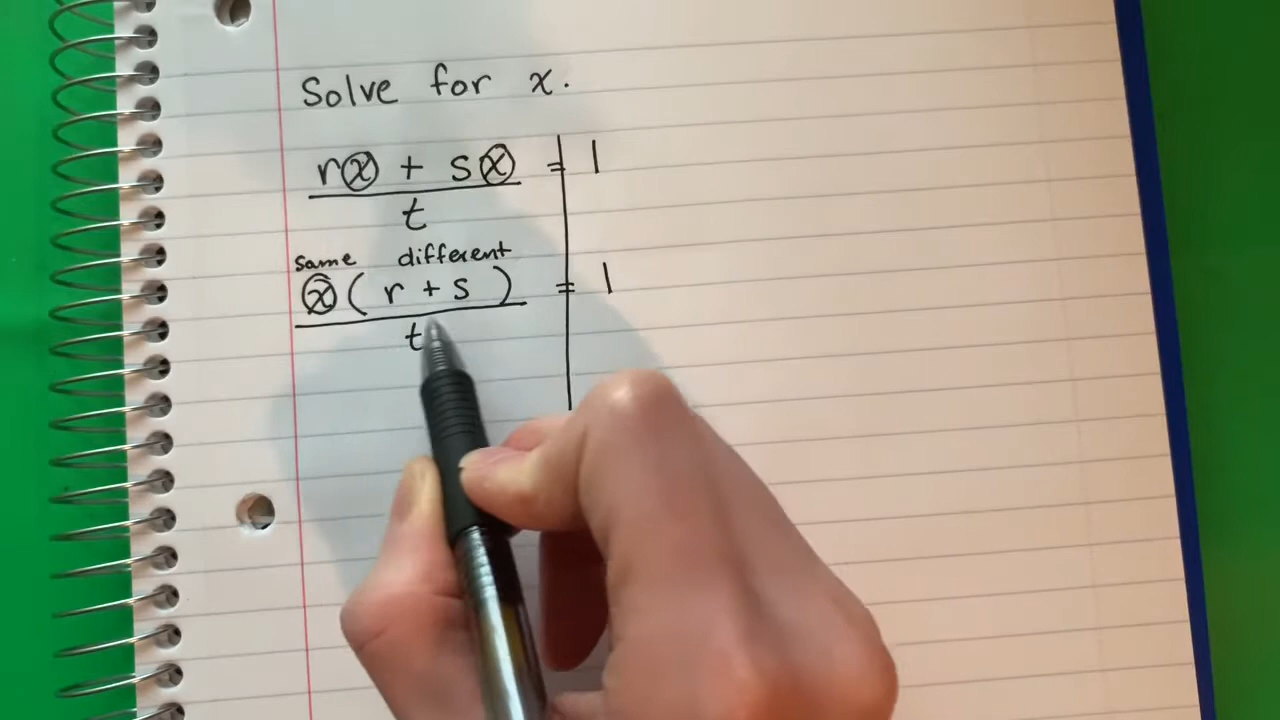 Solve for x.
rx + sx = 1
t
same different
x( r + s ) = 1
t